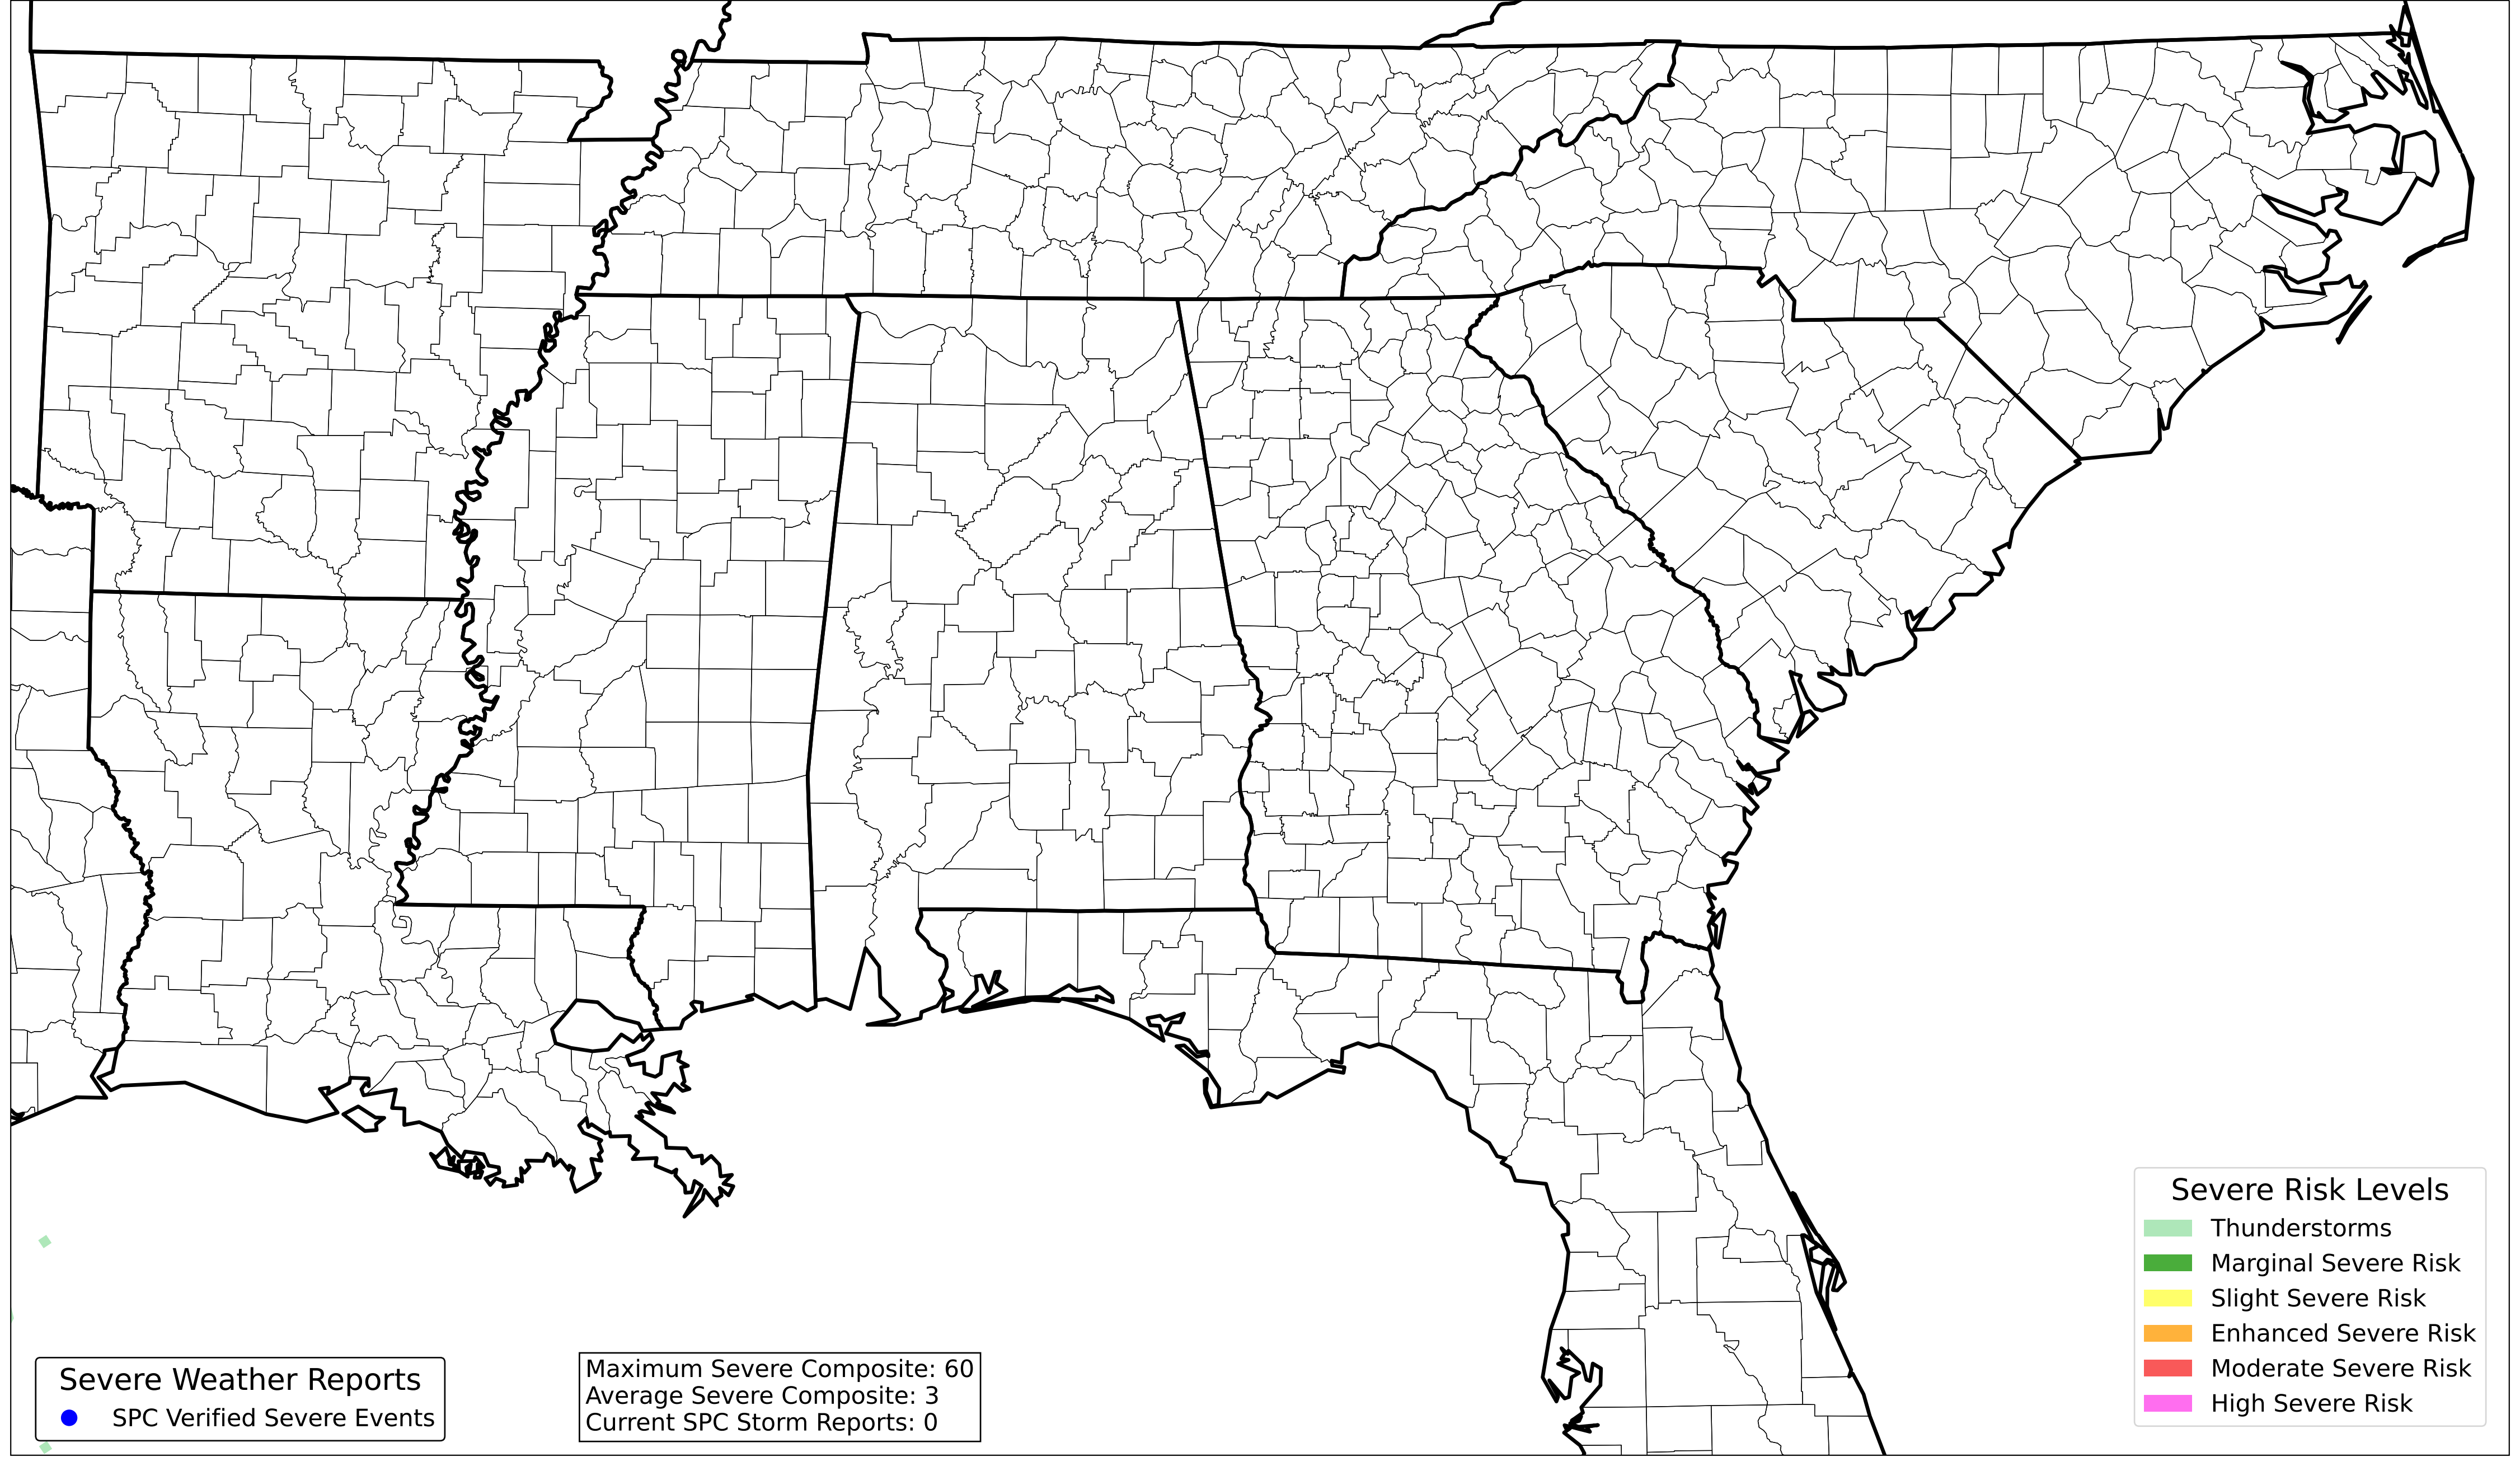 Severe Risk Levels
Thunderstorms
Marginal Severe Risk
Slight Severe Risk
Enhanced Severe Risk
Moderate Severe Risk
High Severe Risk
Severe Weather Reports
SPC Verified Severe Events
Maximum Severe Composite: 60
Average Severe Composite: 3
Current SPC Storm Reports: 0